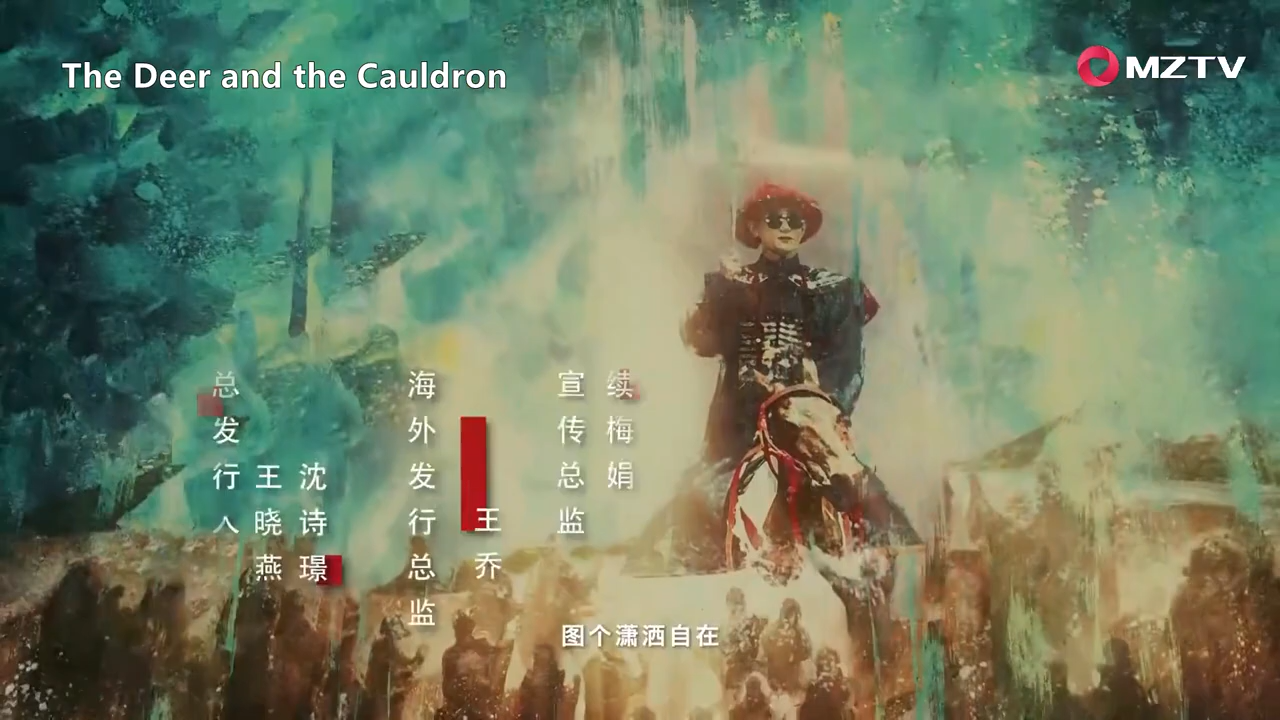 The Deer and the Cauldron
MZTV
总发行人
王晓燕
沈诗璟
海外发行总监
王乔
宣传总监
续梅娟
图个潇洒自在